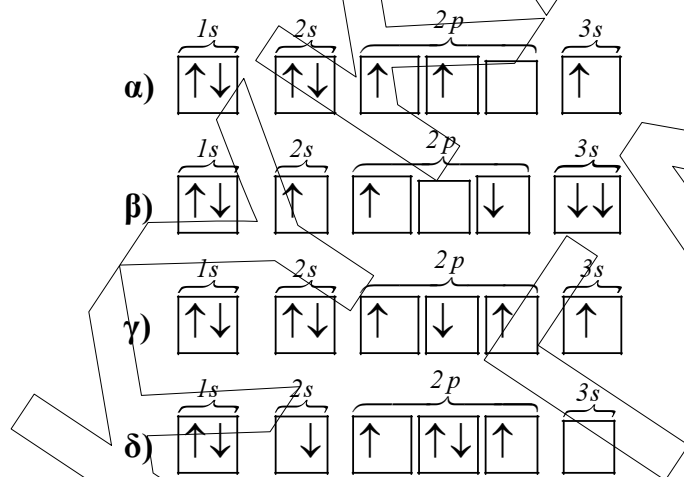 1s 2s 2p 3s
α) ↑↓ ↑↓ ↑ ↑ ↑
1s 2s 2p 3s
β) ↑↓ ↑ ↑ ↓ ↓↓
1s 2s 2p 3s
γ) ↑↓ ↑↓ ↑ ↓ ↑ ↑
1s 2s 2p 3s
δ) ↑↓ ↓ ↑ ↑↓ ↑